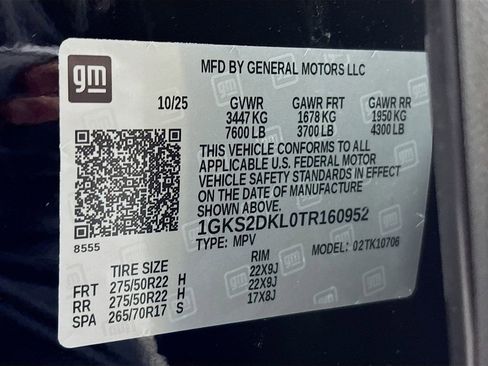 gm
MFD BY GENERAL MOTORS LLC
10/25 GVWR GAWR FRT GAWR RR
3447 KG 1678 KG 1950 KG
7600 LB 3700 LB 4300 LB
THIS VEHICLE CONFORMS TO ALL
APPLICABLE U.S. FEDERAL MOTOR
VEHICLE SAFETY STANDARDS IN EFFECT
ON THE DATE OF MANUFACTURE
SHOWN ABOVE.
1GKS2DKL0TR160952
8555 TYPE: MPV MODEL: 02TK10706
TIRE SIZE RIM
FRT 275/50R22 H 22X9J
RR 275/50R22 H 22X9J
SPA 265/70R17 S 17X8J